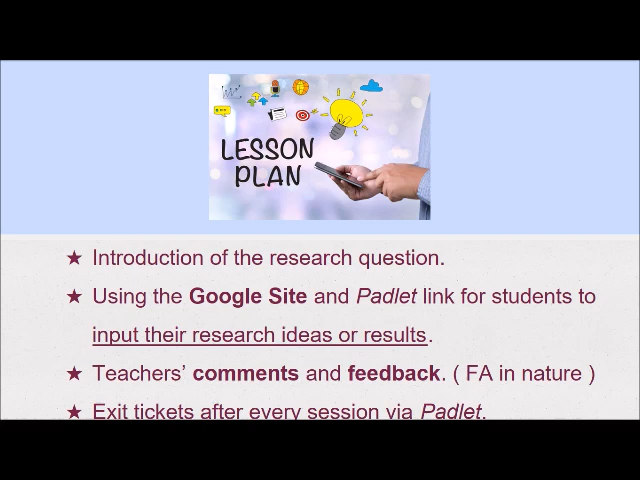 LESSON
PLAN
★ Introduction of the research question.
★ Using the Google Site and Padlet link for students to
input their research ideas or results.
★ Teachers’ comments and feedback. ( FA in nature )
★ Exit tickets after every session via Padlet.